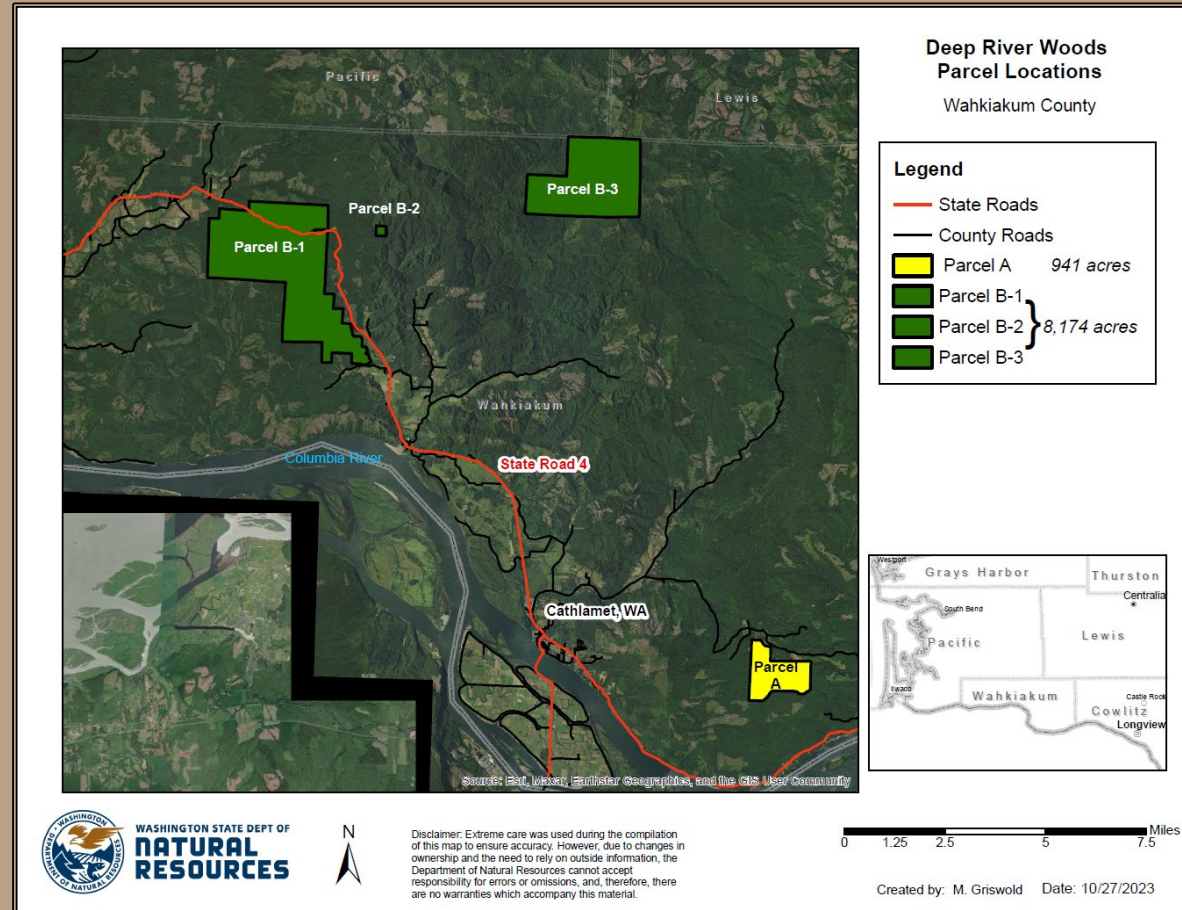 Deep River Woods
Parcel Locations
Wahkiakum County
Pacific
Lewis
Parcel B-3
Parcel B-2
Parcel B-1
Wahkiakum
Columbia River
State Road 4
Cathlamet, WA
Parcel
A
Source: Esri, Maxar, Earthstar Geographics, and the GIS User Community
Legend
State Roads
County Roads
Parcel A 941 acres
Parcel B-1
Parcel B-2 } 8,174 acres
Parcel B-3
Westport
Grays Harbor
Thurston
Centralia
South Bend
Pacific
Lewis
Ilwaco
Wahkiakum
Castle Rock
Cowlitz
Longview
WASHINGTON
DEPARTMENT OF NATURAL RESOURCES
WASHINGTON STATE DEPT OF
NATURAL
RESOURCES
N
Disclaimer: Extreme care was used during the compilation
of this map to ensure accuracy. However, due to changes in
ownership and the need to rely on outside information, the
Department of Natural Resources cannot accept
responsibility for errors or omissions, and, therefore, there
are no warranties which accompany this material.
Miles
0 1.25 2.5 5 7.5
Created by: M. Griswold Date: 10/27/2023